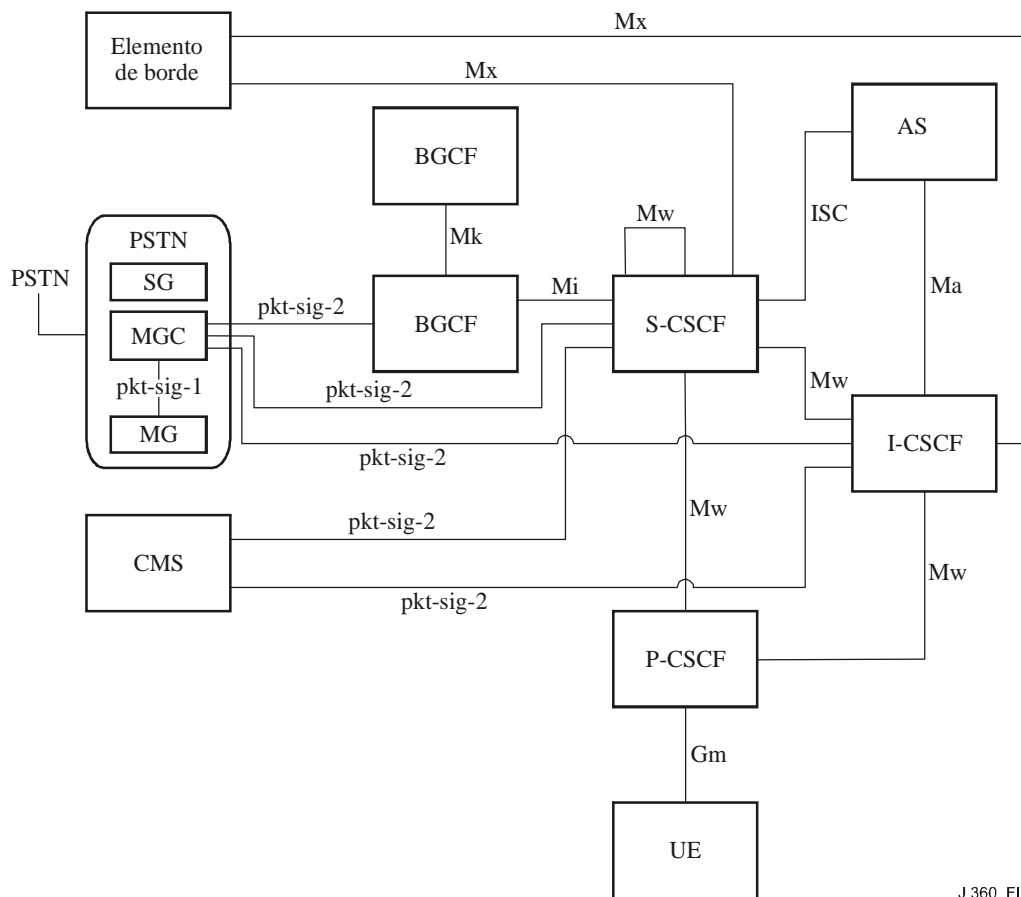 Mx
Elemento
de borde
Mx
AS
BGCF
ISC
Mw
PSTN
Mk
PSTN
SG
Mi
Ma
pkt-sig-2
BGCF
S-CSCF
MGC
Mw
pkt-sig-1
pkt-sig-2
MG
I-CSCF
pkt-sig-2
Mw
pkt-sig-2
CMS
Mw
pkt-sig-2
P-CSCF
Gm
UE